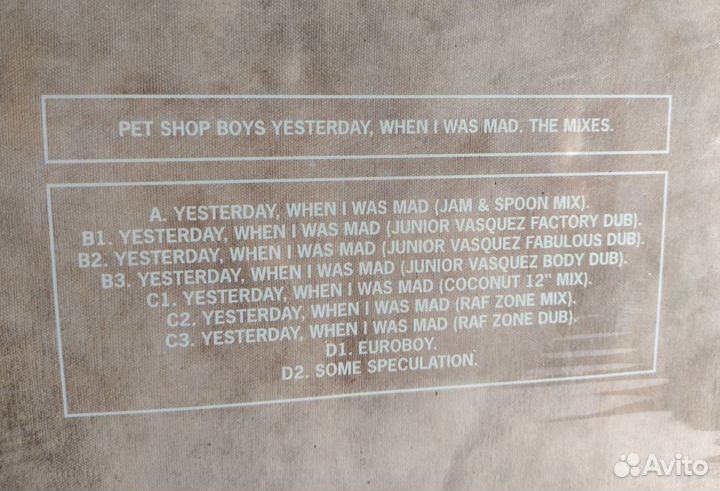 PET SHOP BOYS YESTERDAY, WHEN I WAS MAD. THE MIXES.
A. YESTERDAY, WHEN I WAS MAD (JAM & SPOON MIX).
B1. YESTERDAY, WHEN I WAS MAD (JUNIOR VASQUEZ FACTORY DUB).
B2. YESTERDAY, WHEN I WAS MAD (JUNIOR VASQUEZ FABULOUS DUB).
B3. YESTERDAY, WHEN I WAS MAD (JUNIOR VASQUEZ BODY DUB).
C1. YESTERDAY, WHEN I WAS MAD (COCONUT 12" MIX).
C2. YESTERDAY, WHEN I WAS MAD (RAF ZONE MIX).
C3. YESTERDAY, WHEN I WAS MAD (RAF ZONE DUB).
D1. EUROBOY.
D2. SOME SPECULATION.
Avito